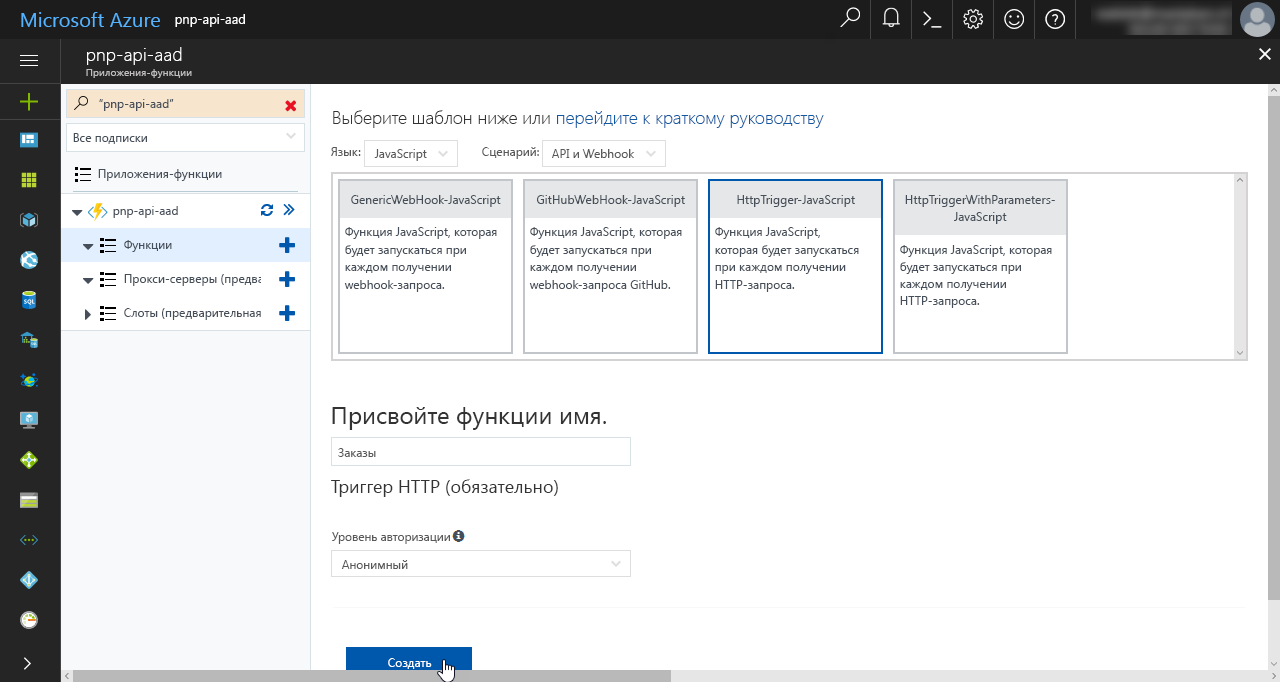 Microsoft Azure pnp-api-aad
pnp-api-aad
Приложения-функции
"pnp-api-aad"
Все подписки
Приложения-функции
pnp-api-aad
Функции
Прокси-серверы (предва
Слоты (предварительная
Выберите шаблон ниже или перейдите к краткому руководству
Язык: JavaScript Сценарий: API и Webhook
GenericWebHook-JavaScript
Функция JavaScript, которая
будет запускаться при
каждом получении
webhook-запроса.
GitHubWebHook-JavaScript
Функция JavaScript, которая
будет запускаться при
каждом получении
webhook-запроса GitHub.
HttpTrigger-JavaScript
Функция JavaScript,
которая будет запускаться
при каждом получении
HTTP-запроса.
HttpTriggerWithParameters-
JavaScript
Функция JavaScript, которая
будет запускаться при
каждом получении
HTTP-запроса.
Присвойте функции имя.
Заказы
Триггер HTTP (обязательно)
Уровень авторизации
Анонимный
Создать